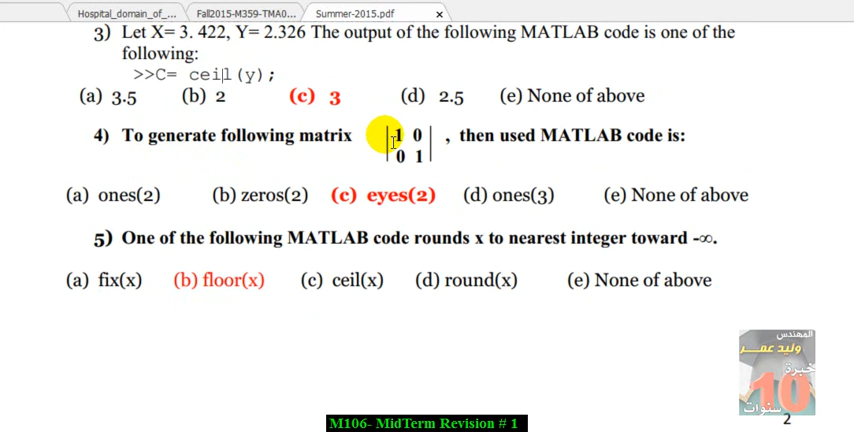 Hospital_domain_of_...
Fall2015-M359-TMA0...
Summer-2015.pdf
×
3) Let X= 3. 422, Y= 2.326 The output of the following MATLAB code is one of the
following:
>>C= ceil(y);
(a) 3.5 (b) 2 (c) 3 (d) 2.5 (e) None of above
4) To generate following matrix |1 0| , then used MATLAB code is:
|0 1|
(a) ones(2) (b) zeros(2) (c) eyes(2) (d) ones(3) (e) None of above
5) One of the following MATLAB code rounds x to nearest integer toward -∞.
(a) fix(x) (b) floor(x) (c) ceil(x) (d) round(x) (e) None of above
المهندس
وليد عمـــر
خبرة
10
سنوات
2
M106- MidTerm Revision # 1